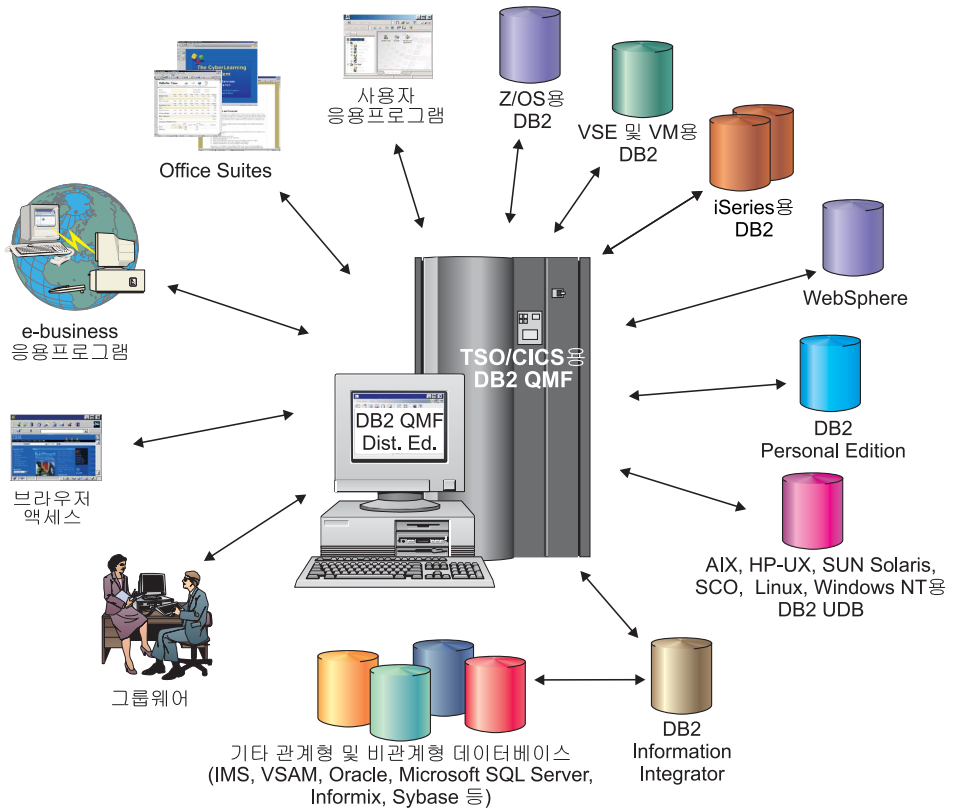 The CyberLearning
사용자
응용프로그램
Z/OS용
DB2
VSE 및 VM용
DB2
Office Suites
iSeries용
DB2
WebSphere
e-business
응용프로그램
TSO/CICS용
DB2 QMF
DB2 QMF
Dist. Ed.
DB2
Personal Edition
브라우저
액세스
AIX, HP-UX, SUN Solaris,
SCO, Linux, Windows NT용
DB2 UDB
그룹웨어
DB2
Information
Integrator
기타 관계형 및 비관계형 데이터베이스
(IMS, VSAM, Oracle, Microsoft SQL Server,
Informix, Sybase 등)